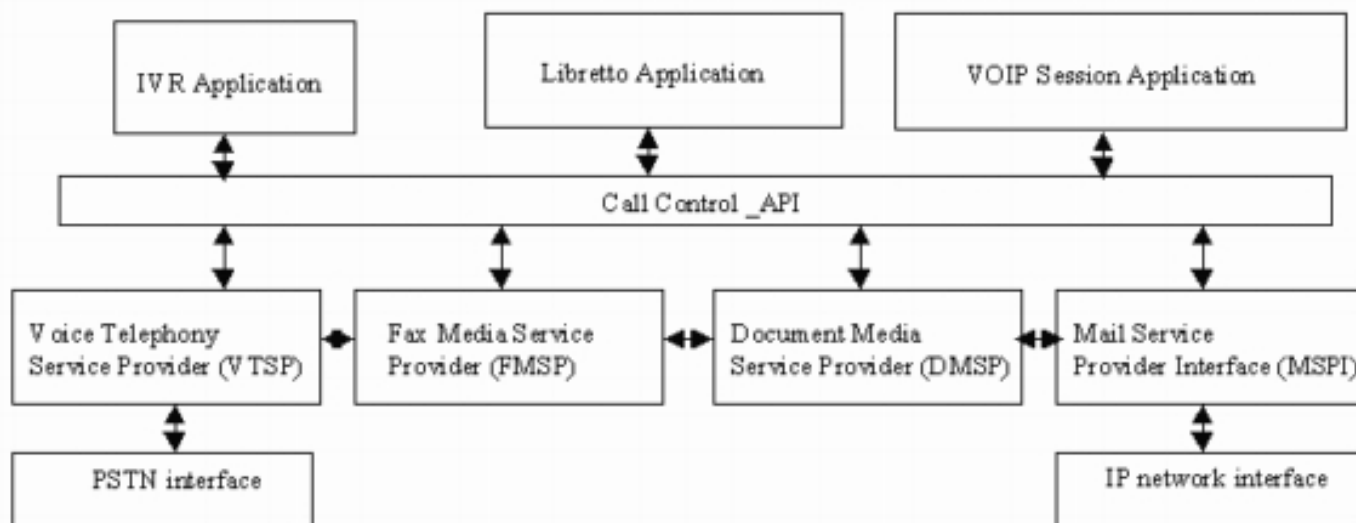 IVR Application
Libretto Application
VOIP Session Application
Call Control _API
Voice Telephony
Service Provider (VTSP)
Fax Media Service
Provider (FMSP)
Document Media
Service Provider (DMSP)
Mail Service
Provider Interface (MSPI)
PSTN interface
IP network interface